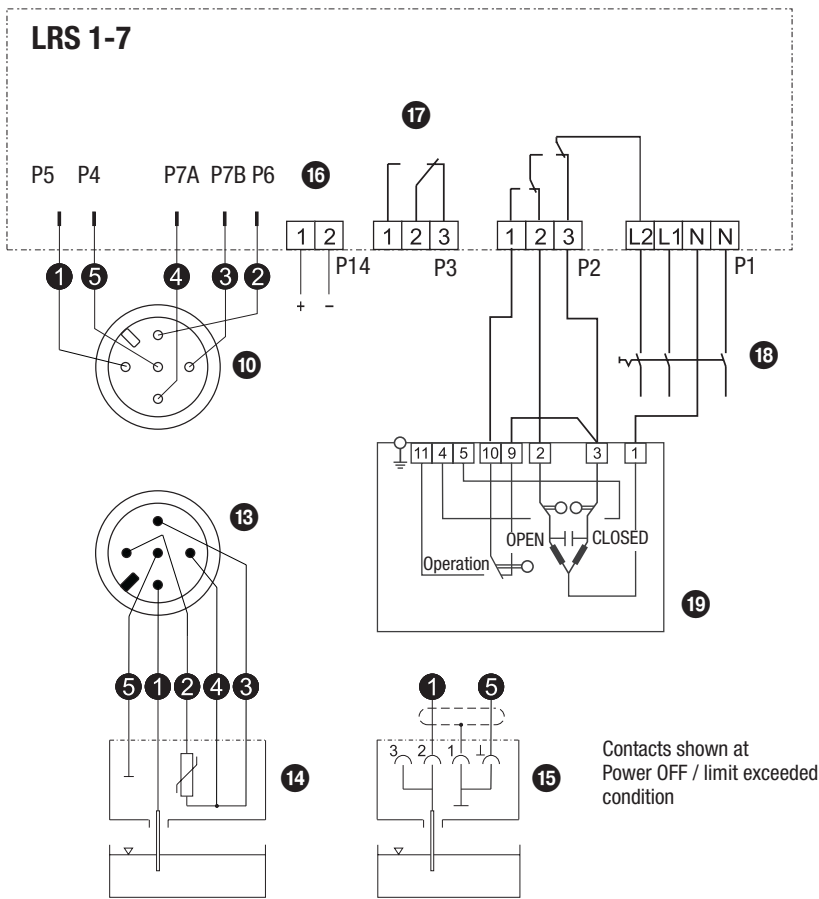 LRS 1-7
17
P5 P4 P7A P7B P6 16
1 2 1 2 3 1 2 3 L2 L1 N N
P14 P3 P2 P1
1 5 4 3 2
+ −
10 18
11 4 5 10 9 2 3 1
13
OPEN CLOSED
Operation
19
5 1 2 4 3 1 5
3 2 1
14 15
Contacts shown at
Power OFF / limit exceeded
condition